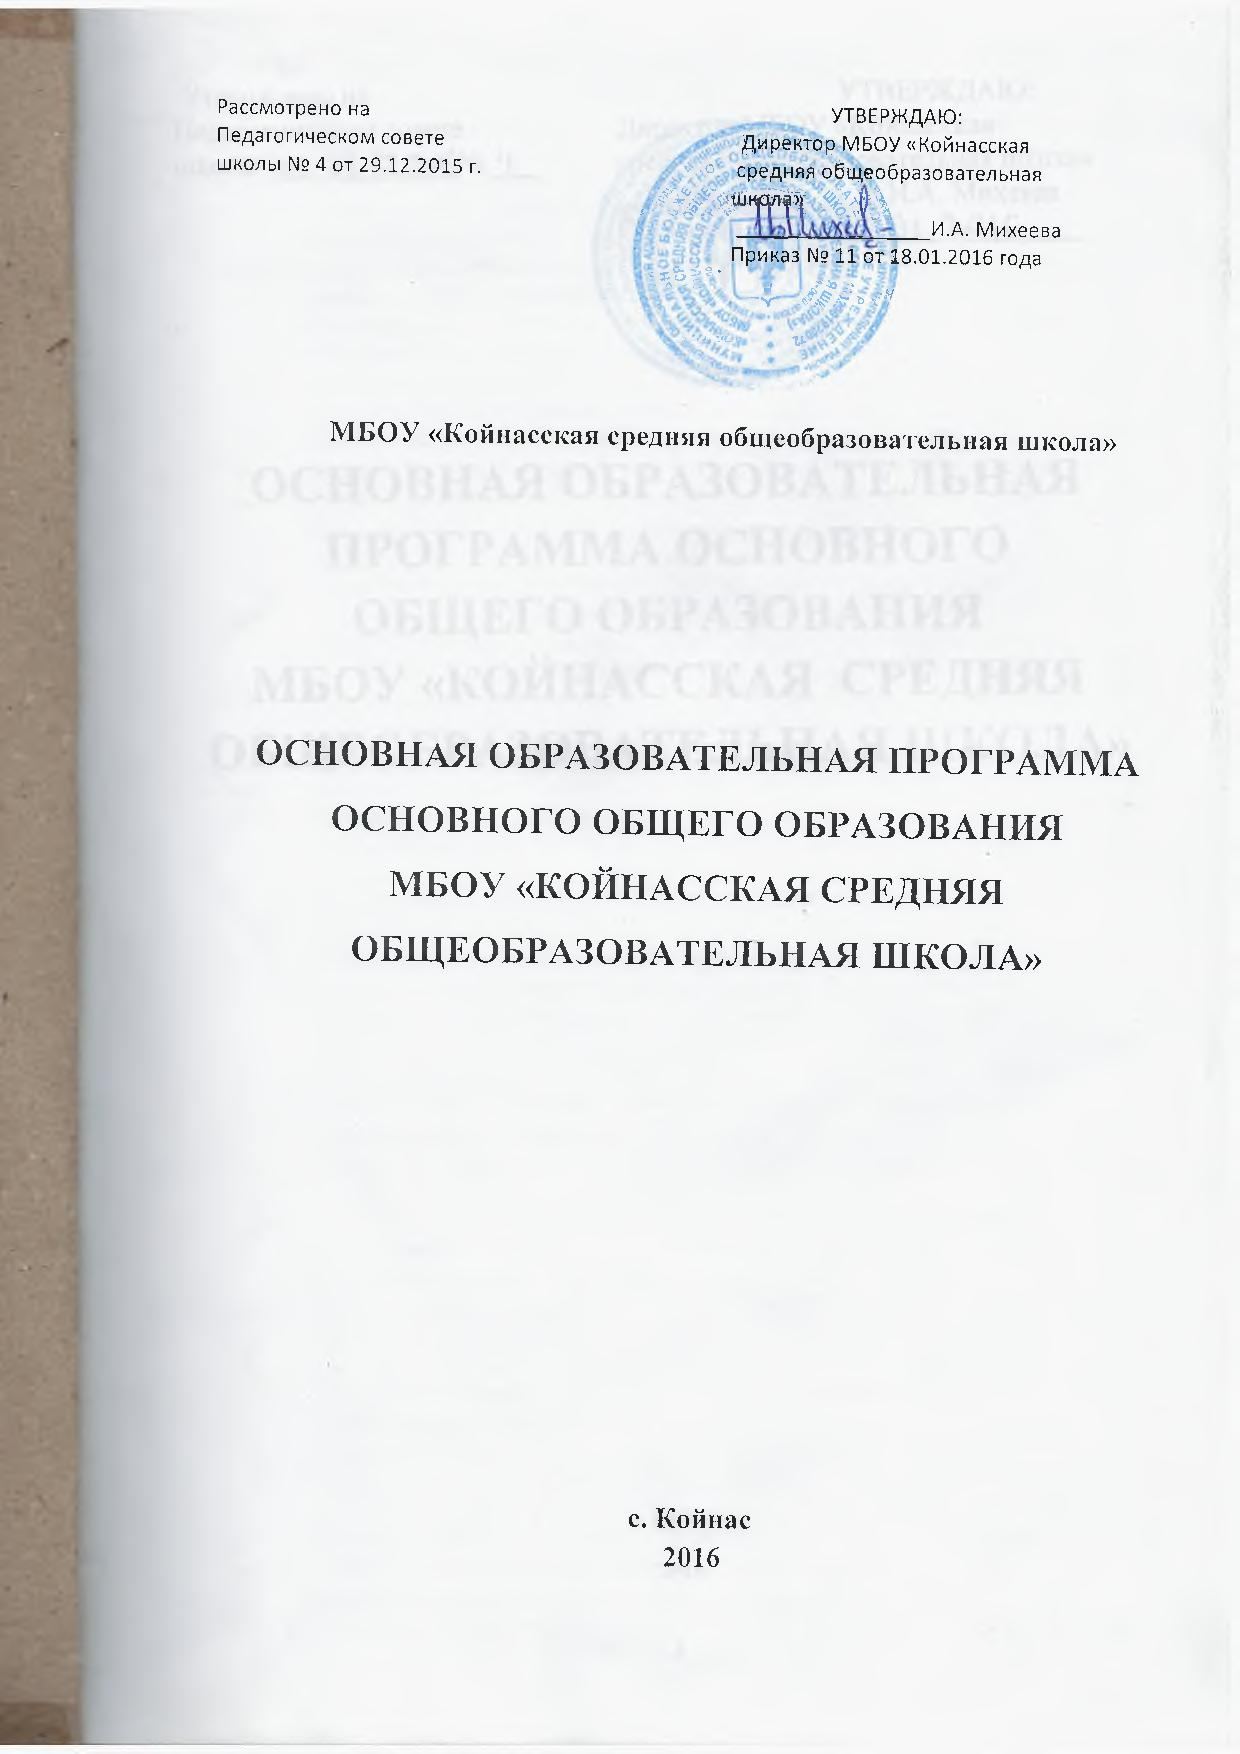 Рассмотрено на
Педагогическом совете
школы № 4 от 29.12.2015 г.
УТВЕРЖДАЮ:
Директор МБОУ «Койнасская
средняя общеобразовательная
школа»
И.А. Михеева
Приказ № 11 от 18.01.2016 года
МБОУ «Койнасская средняя общеобразовательная школа»
ОСНОВНАЯ ОБРАЗОВАТЕЛЬНАЯ ПРОГРАММА
ОСНОВНОГО ОБЩЕГО ОБРАЗОВАНИЯ
МБОУ «КОЙНАССКАЯ СРЕДНЯЯ
ОБЩЕОБРАЗОВАТЕЛЬНАЯ ШКОЛА»
с. Койнас
2016